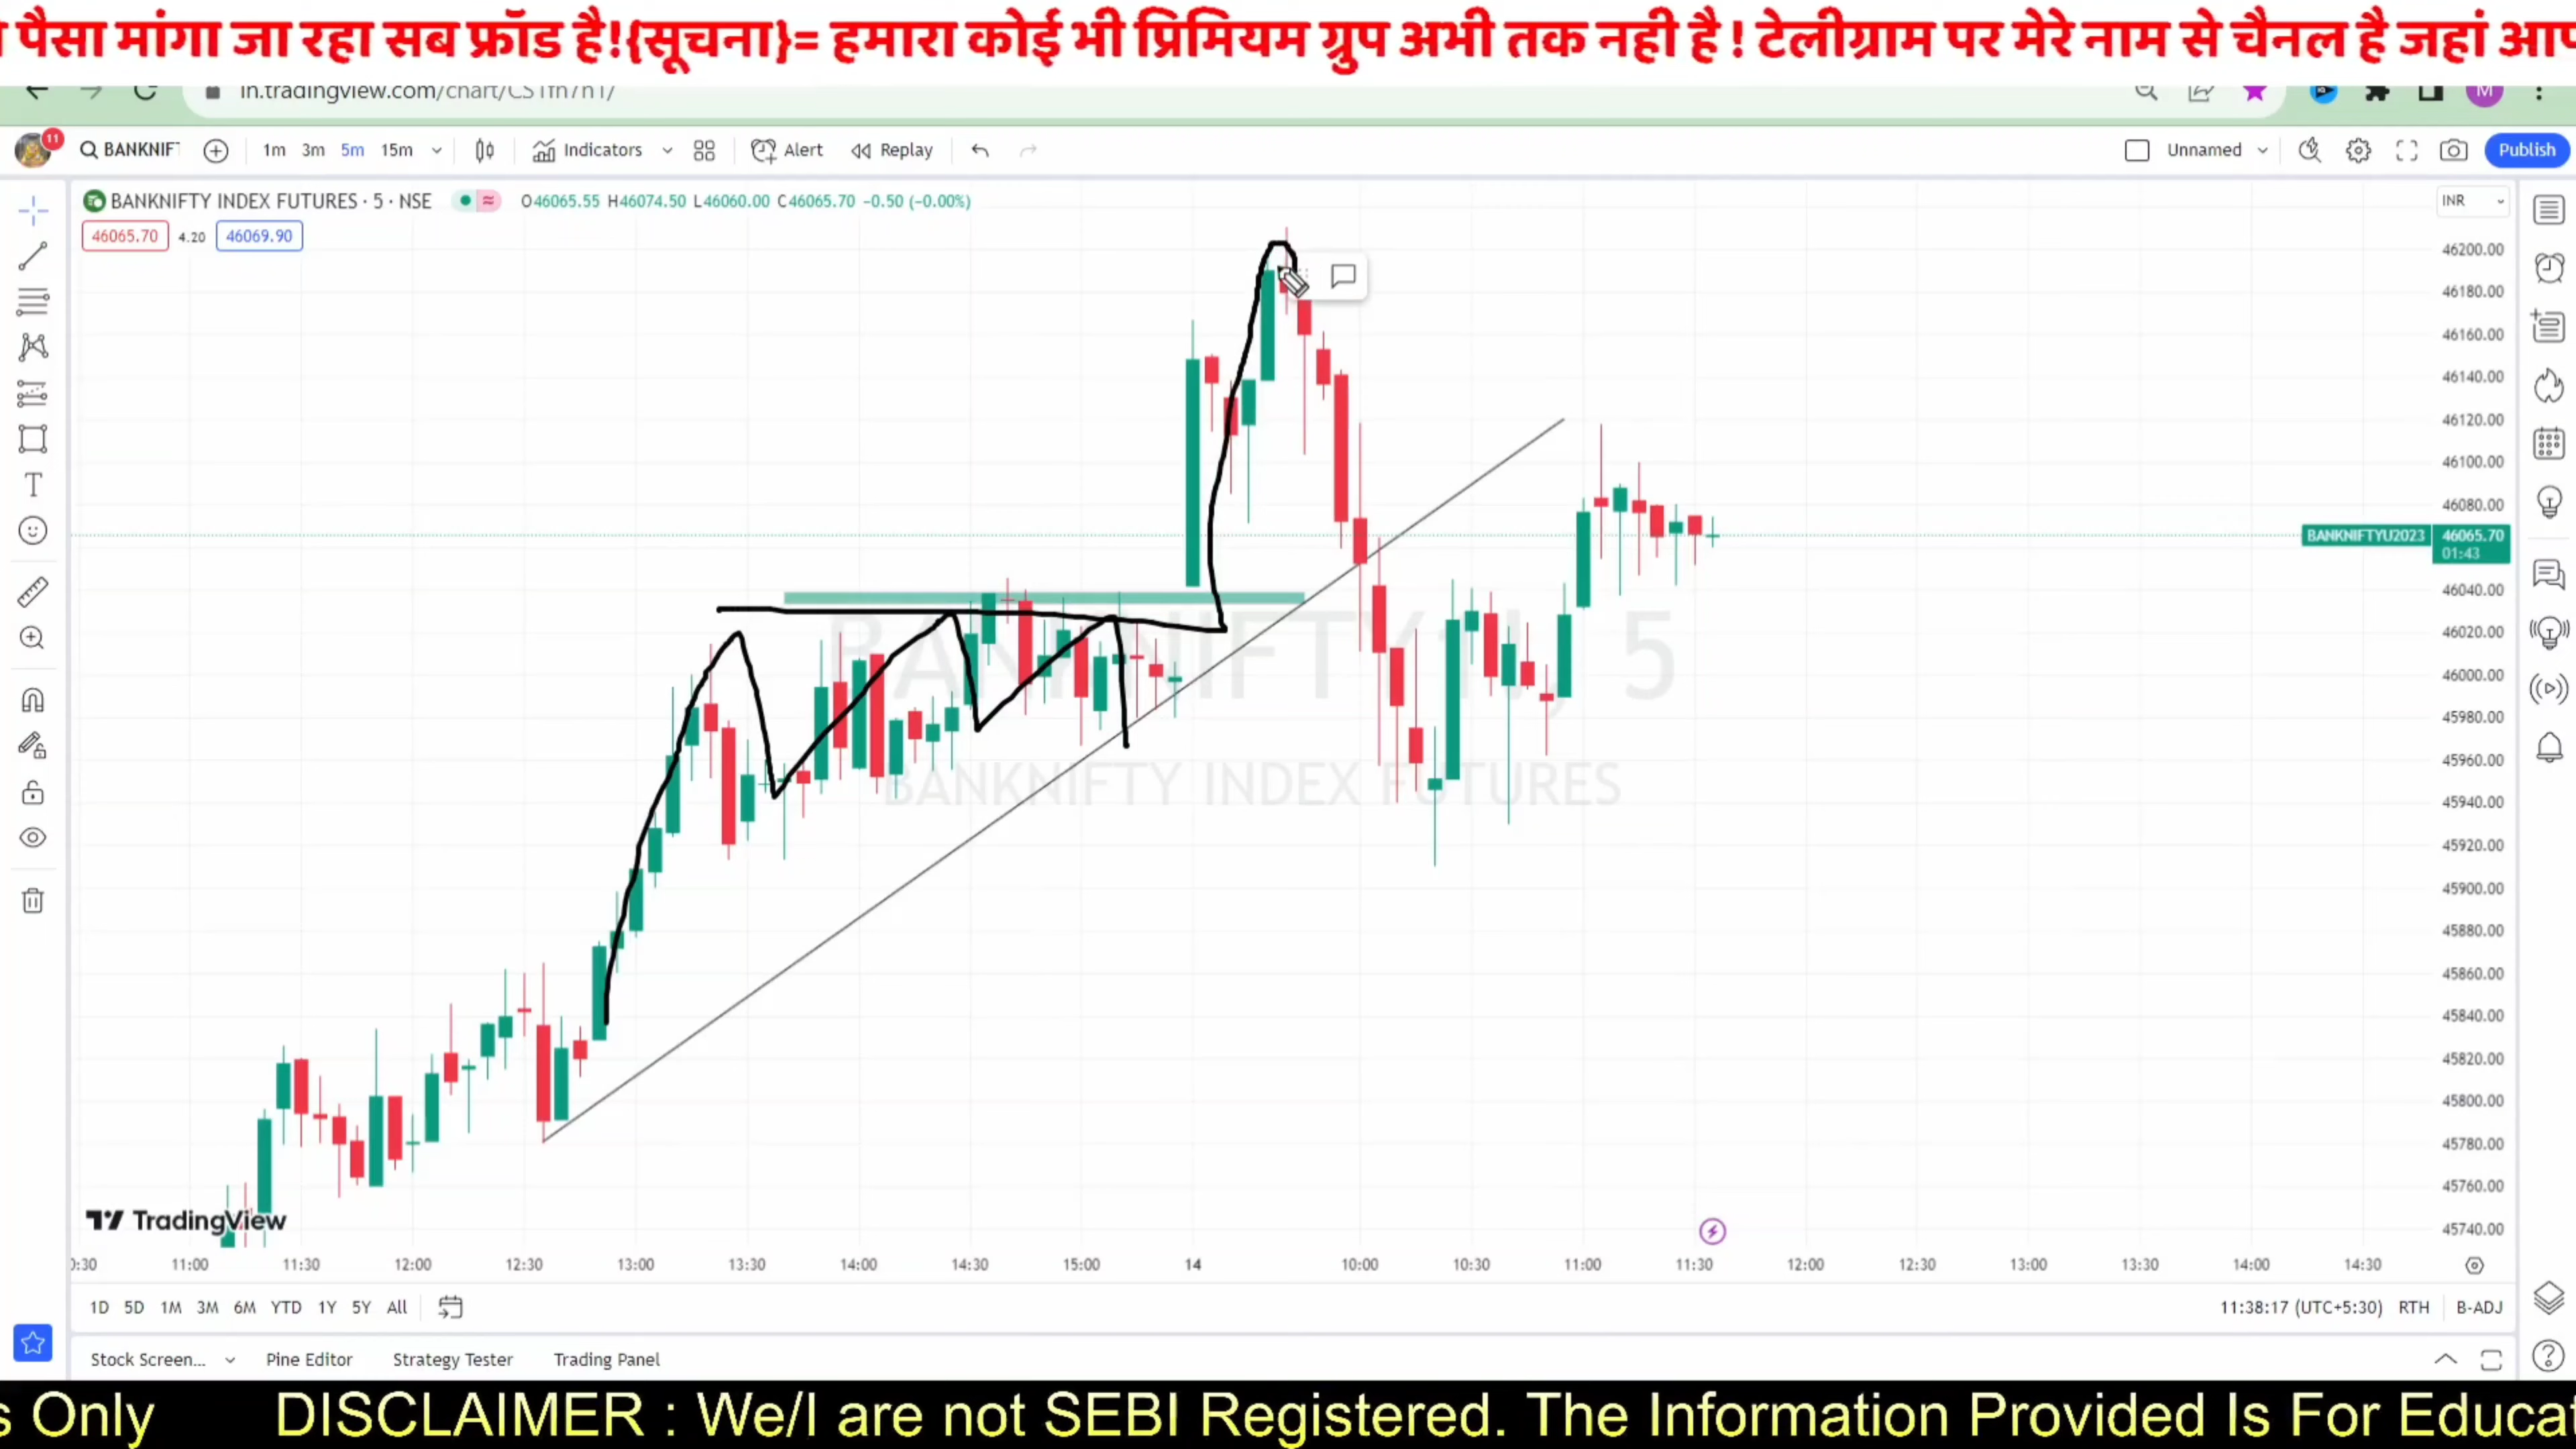 पैसा मांगा जा रहा सब फ्रॉड है!{सूचना}= हमारा कोई भी प्रिमियम ग्रुप अभी तक नही है ! टेलीग्राम पर मेरे नाम से चैनल है जहां आप
11
BANKNIF
1m 3m 5m 15m
Indicators
Alert
Replay
Unnamed
Publish
M
BANKNIFTY INDEX FUTURES · 5 · NSE
O46065.55 H46074.50 L46060.00 C46065.70 −0.50 (−0.00%)
INR
46065.70 4.20 46069.90
46200.00
46180.00
46160.00
46140.00
46120.00
46100.00
46080.00
BANKNIFTYU2023 46065.70
01:43
46040.00
46020.00
46000.00
45980.00
45960.00
45940.00
45920.00
45900.00
45880.00
45860.00
45840.00
45820.00
45800.00
45780.00
45760.00
45740.00
BANKNIFTY1!, 5
BANKNIFTY INDEX FUTURES
TradingView
0:30 11:00 11:30 12:00 12:30 13:00 13:30 14:00 14:30 15:00 14 10:00 10:30 11:00 11:30 12:00 12:30 13:00 13:30 14:00 14:30
1D 5D 1M 3M 6M YTD 1Y 5Y All
11:38:17 (UTC+5:30) RTH B-ADJ
Stock Screen... Pine Editor Strategy Tester Trading Panel
s Only DISCLAIMER : We/I are not SEBI Registered. The Information Provided Is For Educa